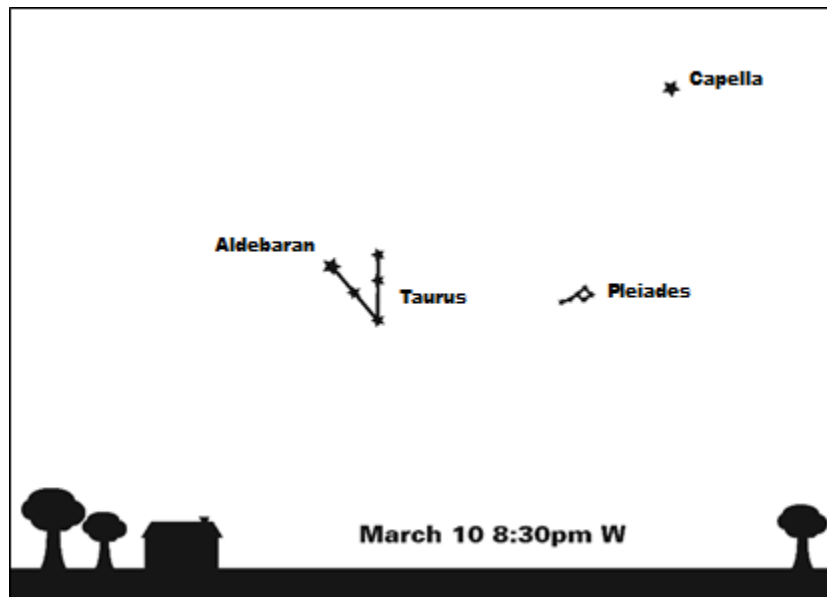 Capella
Aldebaran
Taurus
Pleiades
March 10 8:30pm W